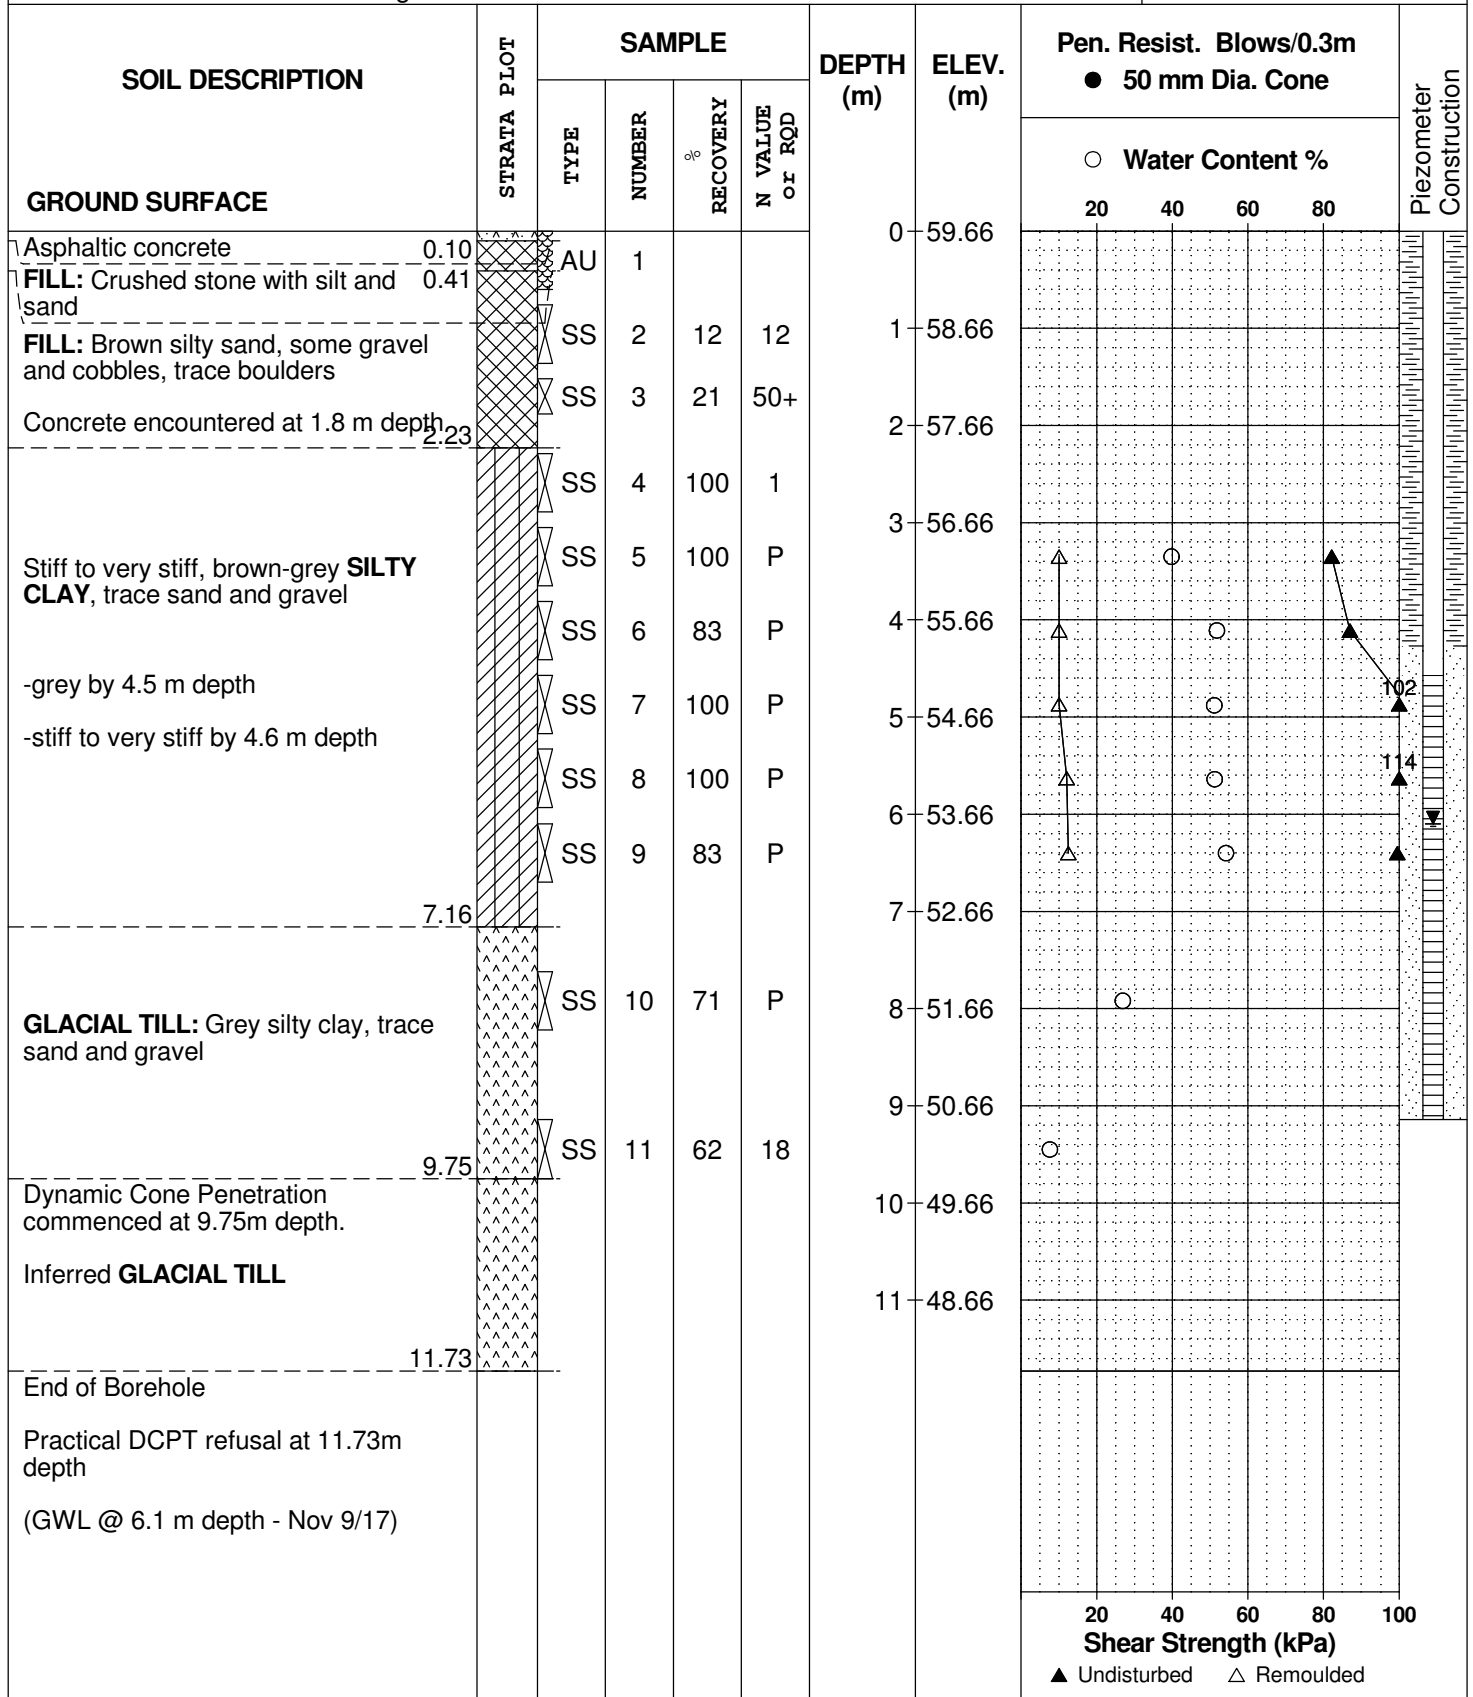 SOIL DESCRIPTION
GROUND SURFACE
STRATA PLOT
SAMPLE
TYPE
NUMBER
% RECOVERY
N VALUE or RQD
DEPTH (m)
ELEV. (m)
Pen. Resist. Blows/0.3m
● 50 mm Dia. Cone
○ Water Content %
20 40 60 80
Piezometer Construction
0 59.66
Asphaltic concrete 0.10
AU 1
FILL: Crushed stone with silt and 0.41
sand
SS 2 12 12
1 58.66
FILL: Brown silty sand, some gravel
and cobbles, trace boulders
SS 3 21 50+
Concrete encountered at 1.8 m depth
2.23
2 57.66
SS 4 100 1
3 56.66
SS 5 100 P
Stiff to very stiff, brown-grey SILTY
CLAY, trace sand and gravel
4 55.66
SS 6 83 P
-grey by 4.5 m depth
102
SS 7 100 P
5 54.66
-stiff to very stiff by 4.6 m depth
114
SS 8 100 P
6 53.66
SS 9 83 P
7.16
7 52.66
SS 10 71 P
8 51.66
GLACIAL TILL: Grey silty clay, trace
sand and gravel
9 50.66
SS 11 62 18
9.75
Dynamic Cone Penetration
commenced at 9.75m depth.
10 49.66
Inferred GLACIAL TILL
11 48.66
11.73
End of Borehole
Practical DCPT refusal at 11.73m
depth
(GWL @ 6.1 m depth - Nov 9/17)
20 40 60 80 100
Shear Strength (kPa)
▲ Undisturbed △ Remoulded